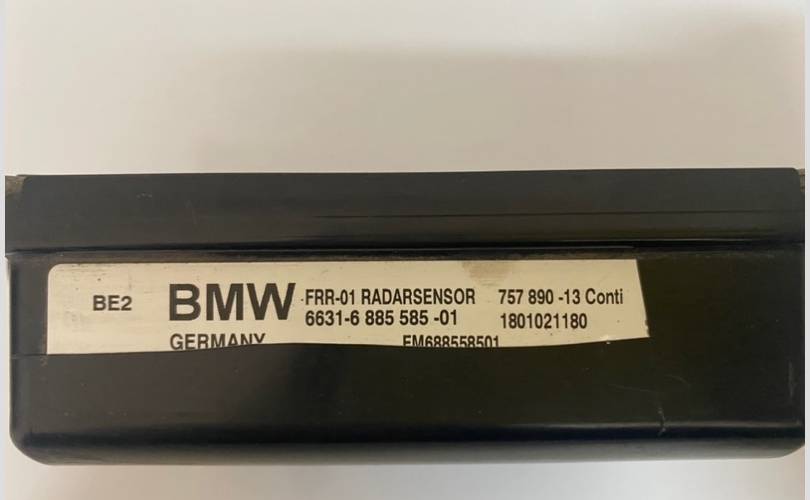 BE2 BMW FRR-01 RADARSENSOR 757 890 -13 Conti
6631-6 885 585 -01 1801021180
GERMANY EM688558501